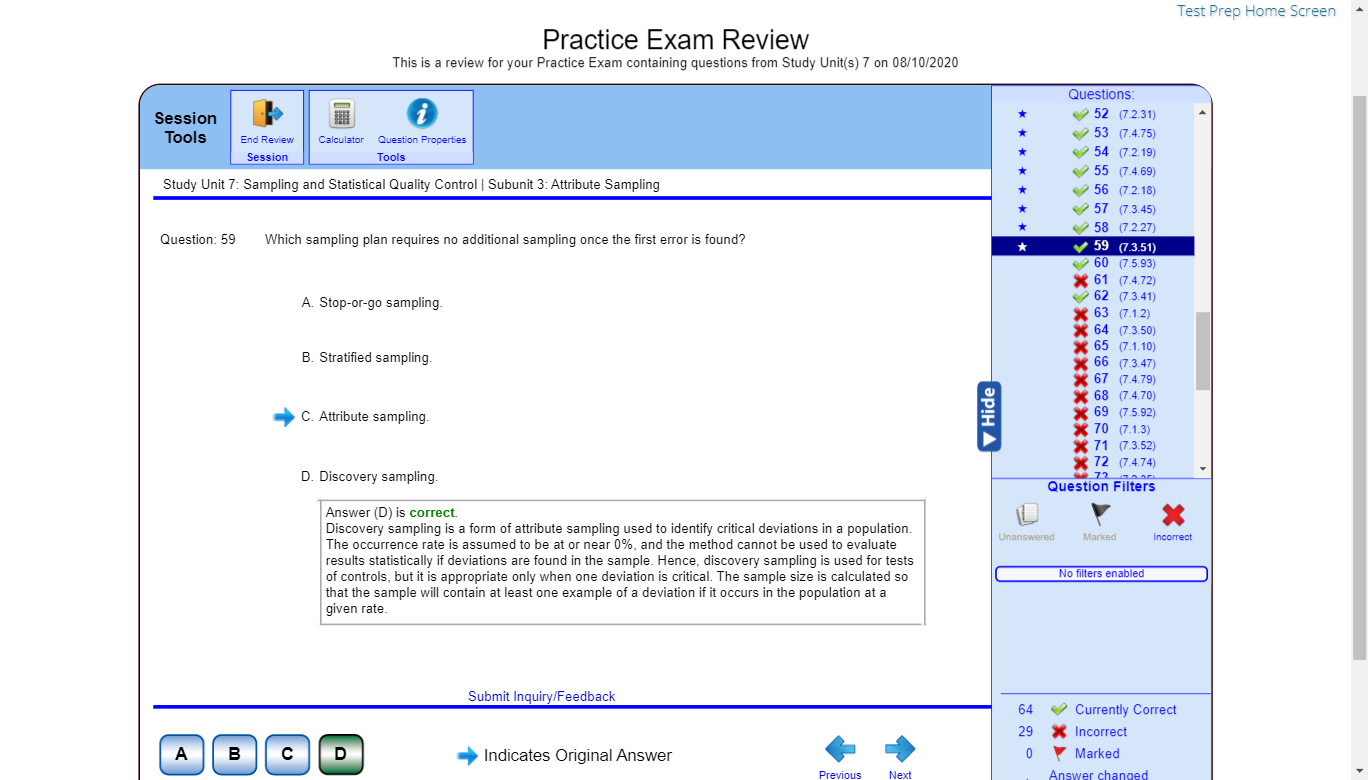 Test Prep Home Screen
Practice Exam Review
This is a review for your Practice Exam containing questions from Study Unit(s) 7 on 08/10/2020
Session Tools
End Review
Session
Calculator
Question Properties
Tools
Study Unit 7: Sampling and Statistical Quality Control | Subunit 3: Attribute Sampling
Question: 59 Which sampling plan requires no additional sampling once the first error is found?
A. Stop-or-go sampling.
B. Stratified sampling.
C. Attribute sampling.
D. Discovery sampling.
Answer (D) is correct.
Discovery sampling is a form of attribute sampling used to identify critical deviations in a population.
The occurrence rate is assumed to be at or near 0%, and the method cannot be used to evaluate
results statistically if deviations are found in the sample. Hence, discovery sampling is used for tests
of controls, but it is appropriate only when one deviation is critical. The sample size is calculated so
that the sample will contain at least one example of a deviation if it occurs in the population at a
given rate.
Submit Inquiry/Feedback
A B C D
Indicates Original Answer
Previous
Next
Questions:
52 (7.2.31)
53 (7.4.75)
54 (7.2.19)
55 (7.4.69)
56 (7.2.18)
57 (7.3.45)
58 (7.2.27)
59 (7.3.51)
60 (7.5.93)
61 (7.4.72)
62 (7.3.41)
63 (7.1.2)
64 (7.3.50)
65 (7.1.10)
66 (7.3.47)
67 (7.4.79)
68 (7.4.70)
69 (7.5.92)
70 (7.1.3)
71 (7.3.52)
72 (7.4.74)
73
Hide
Question Filters
Unanswered
Marked
Incorrect
No filters enabled
64 Currently Correct
29 Incorrect
0 Marked
Answer changed